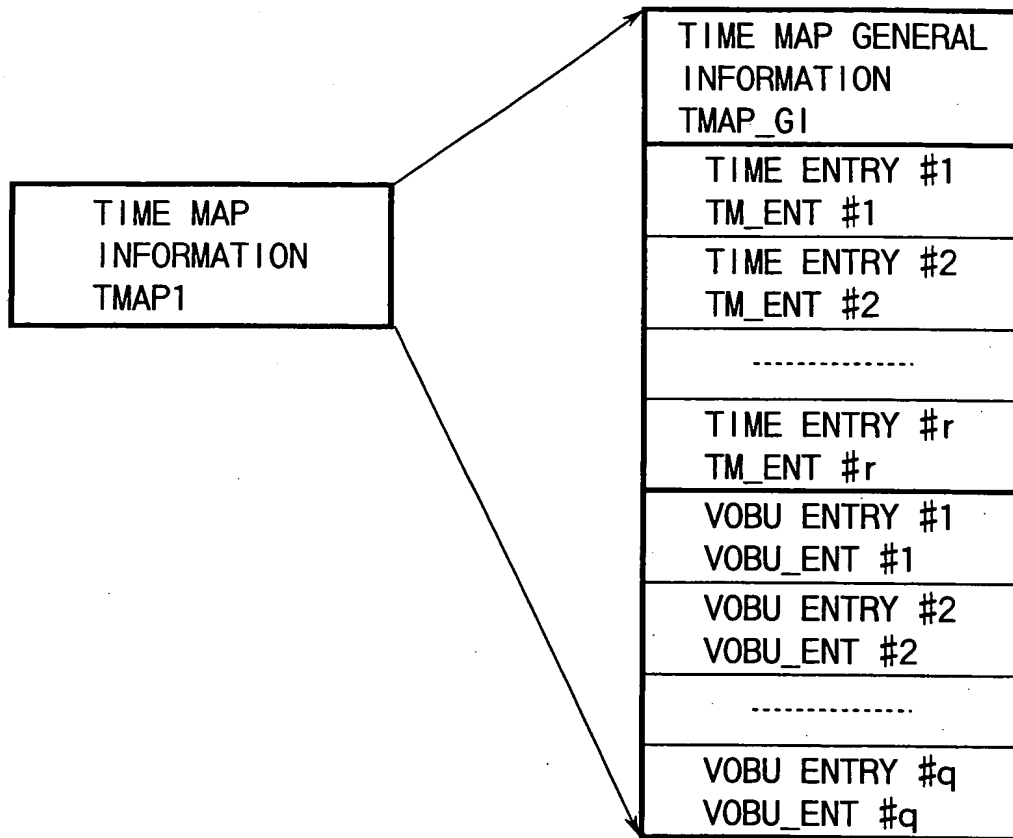 TIME MAP
INFORMATION
TMAP1
TIME MAP GENERAL
INFORMATION
TMAP_GI
TIME ENTRY #1
TM_ENT #1
TIME ENTRY #2
TM_ENT #2
TIME ENTRY #r
TM_ENT #r
VOBU ENTRY #1
VOBU_ENT #1
VOBU ENTRY #2
VOBU_ENT #2
VOBU ENTRY #q
VOBU_ENT #q